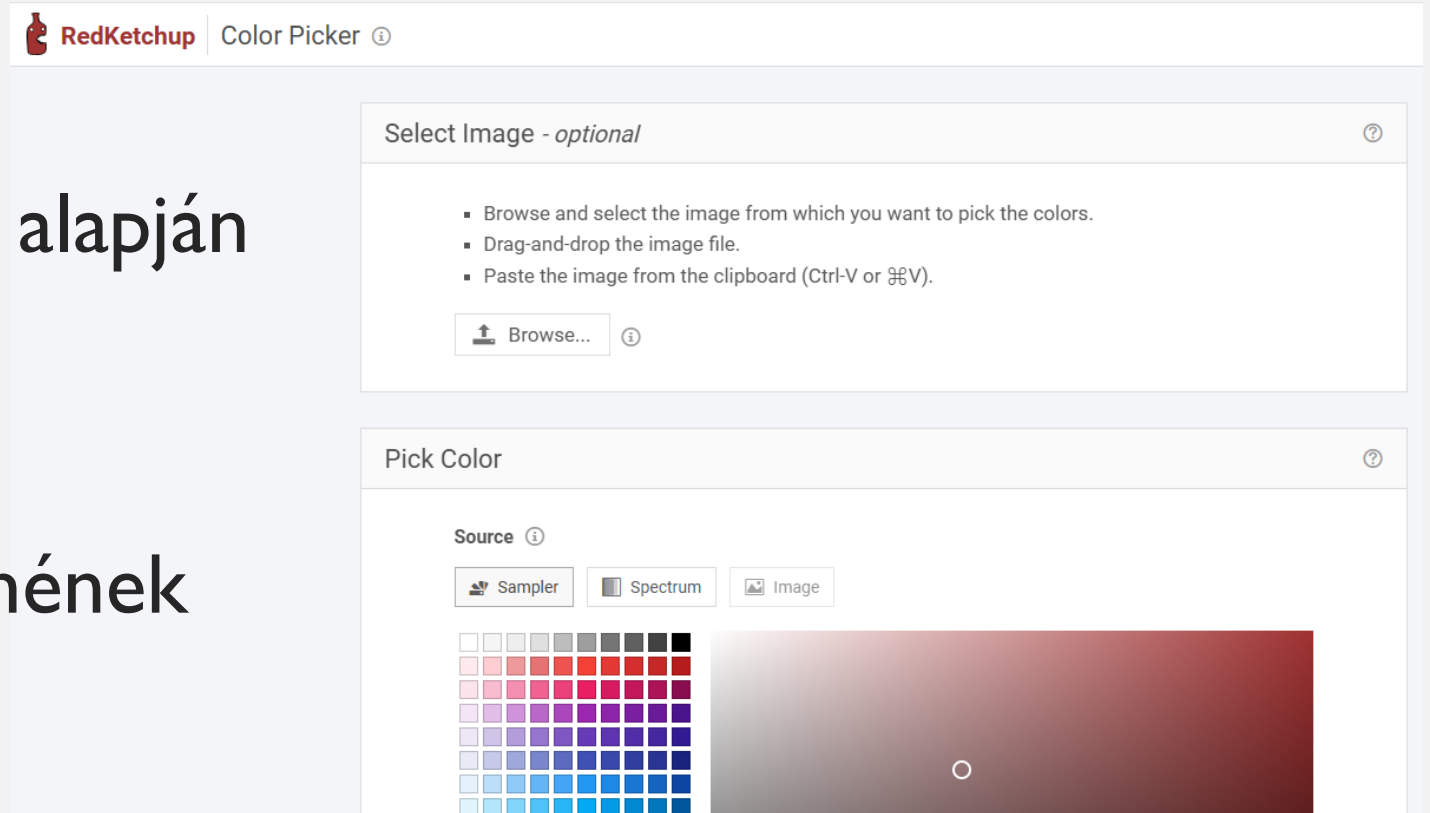 RedKetchup Color Picker
Select Image - optional
alapján
Browse and select the image from which you want to pick the colors.
Drag-and-drop the image file.
Paste the image from the clipboard (Ctrl-V or ⌘V).
Browse...
Pick Color
Source
Sampler Spectrum Image